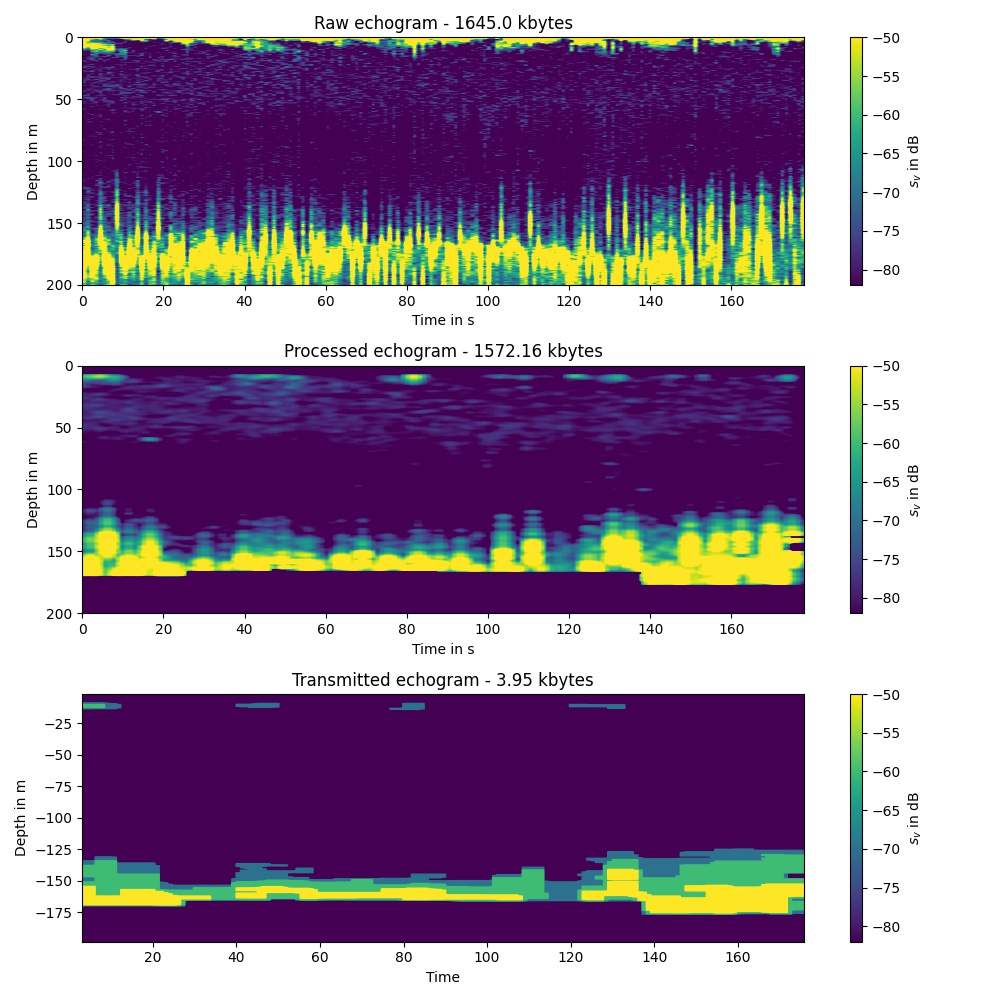 Raw echogram - 1645.0 kbytes
0
50
100
150
200
Depth in m
0 20 40 60 80 100 120 140 160
Time in s
−50
−55
−60
−65
−70
−75
−80
sv in dB
Processed echogram - 1572.16 kbytes
0
50
100
150
200
Depth in m
0 20 40 60 80 100 120 140 160
Time in s
−50
−55
−60
−65
−70
−75
−80
sv in dB
Transmitted echogram - 3.95 kbytes
−25
−50
−75
−100
−125
−150
−175
Depth in m
20 40 60 80 100 120 140 160
Time
−50
−55
−60
−65
−70
−75
−80
sv in dB